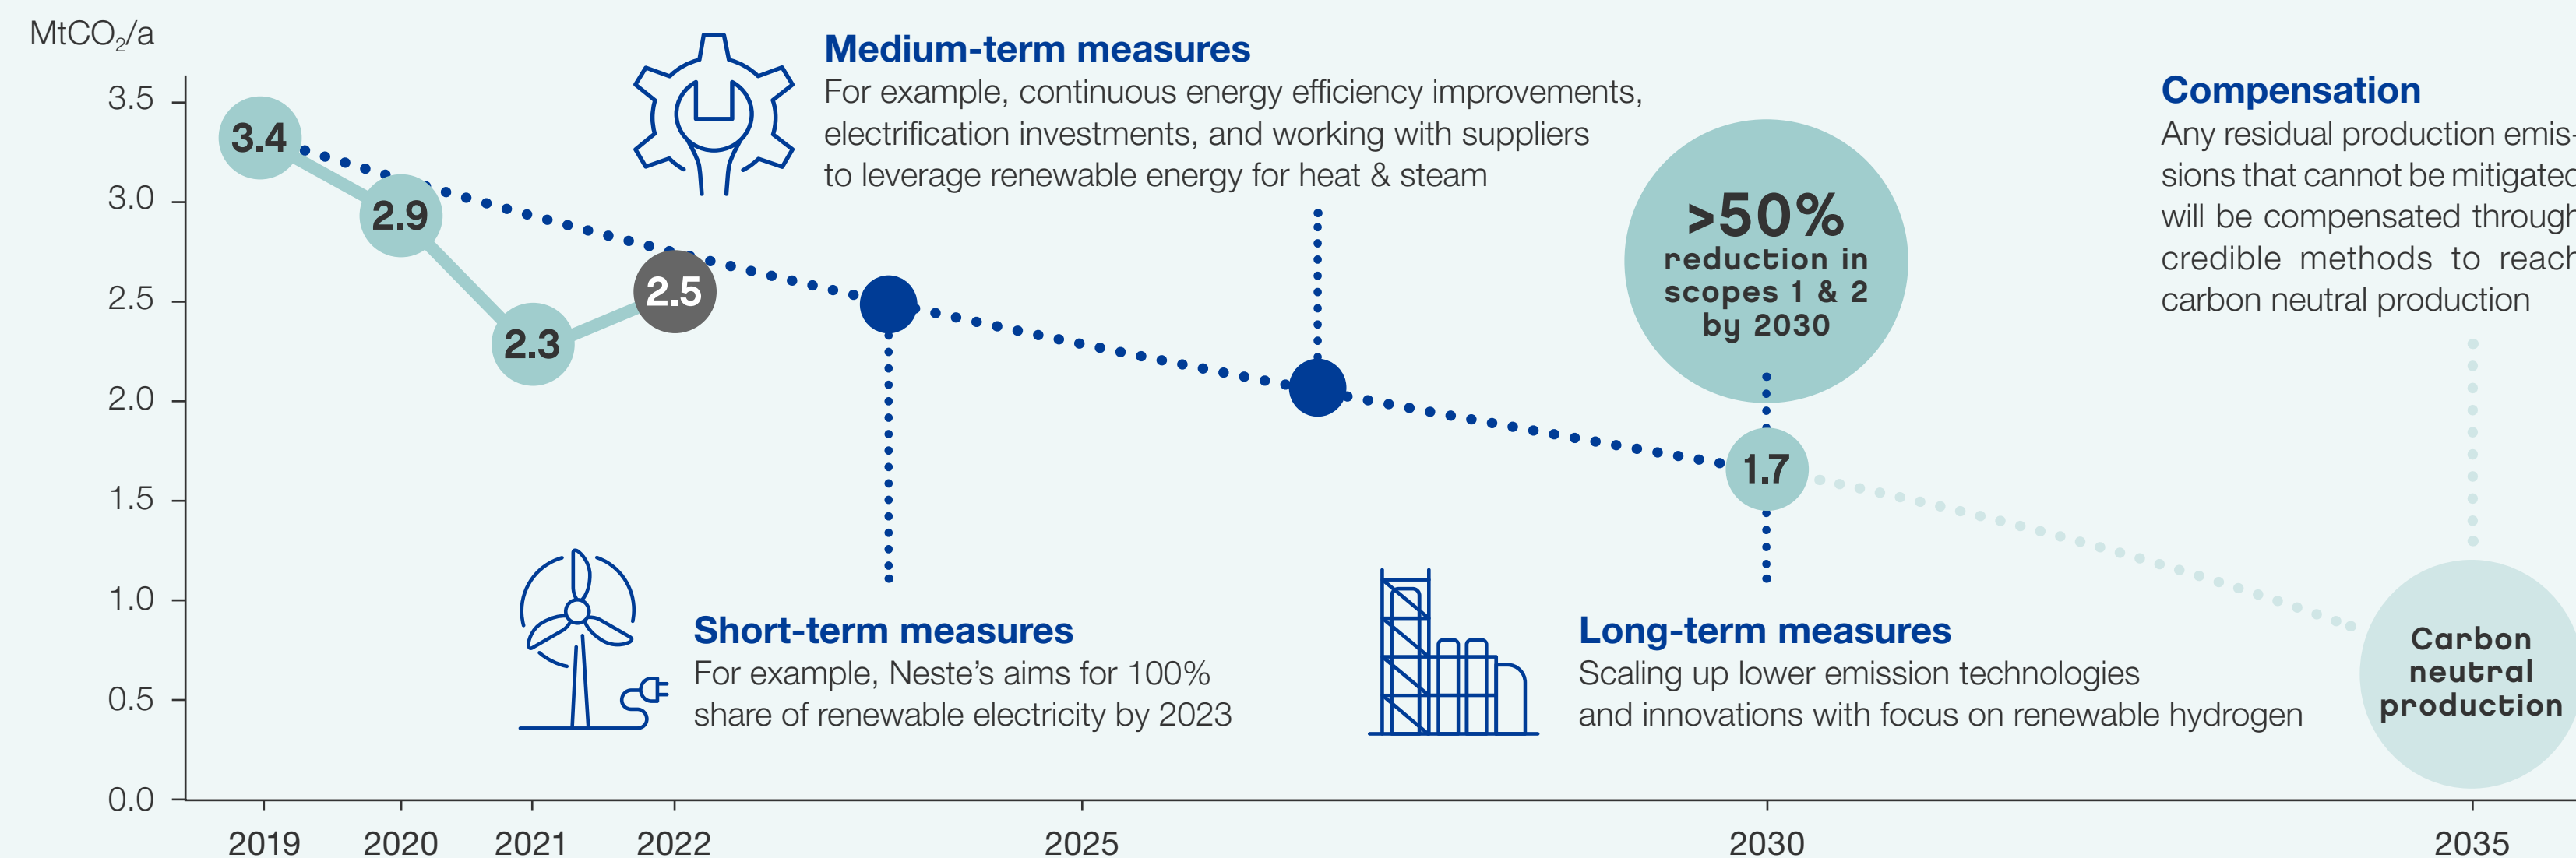 MtCO₂/a
3.5
3.0
2.5
2.0
1.5
1.0
0.5
0.0
3.4
2.9
2.3
2.5
Medium-term measures
For example, continuous energy efficiency improvements,
electrification investments, and working with suppliers
to leverage renewable energy for heat & steam
>50%
reduction in
scopes 1 & 2
by 2030
1.7
Compensation
Any residual production emis-
sions that cannot be mitigated
will be compensated through
credible methods to reach
carbon neutral production
Short-term measures
For example, Neste’s aims for 100%
share of renewable electricity by 2023
Long-term measures
Scaling up lower emission technologies
and innovations with focus on renewable hydrogen
Carbon
neutral
production
2019
2020
2021
2022
2025
2030
2035